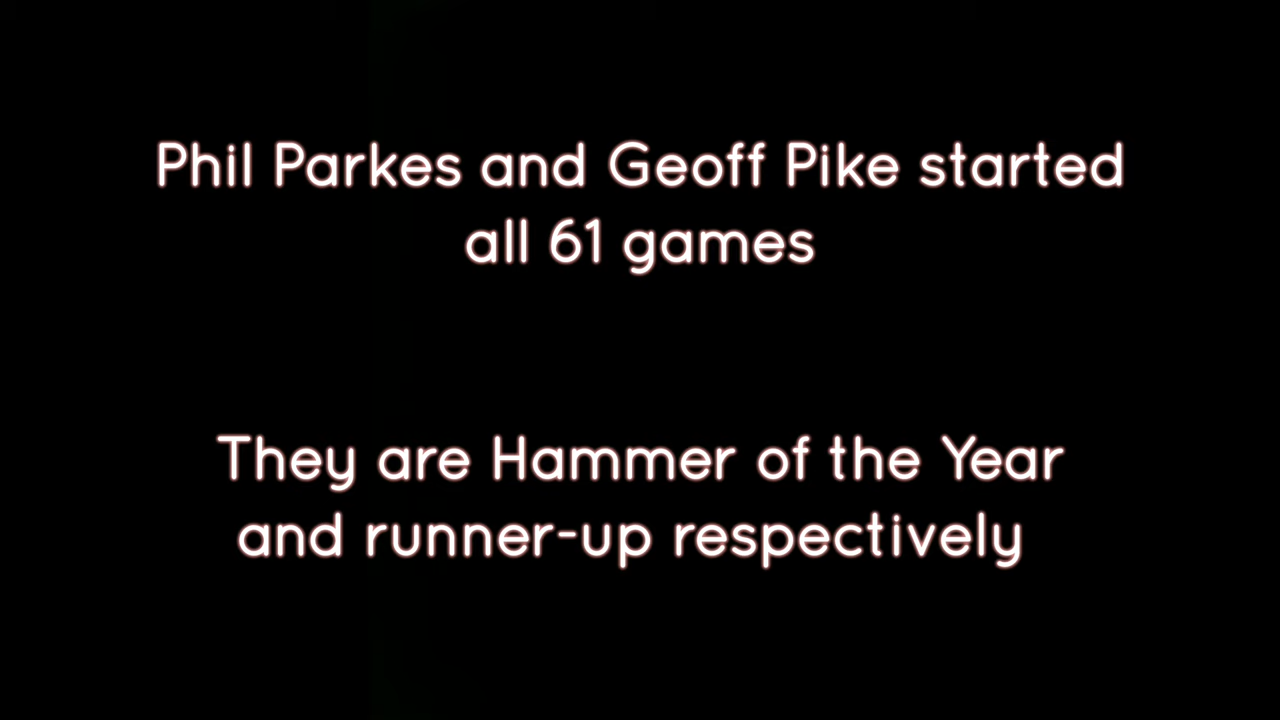 Phil Parkes and Geoff Pike started
all 61 games
They are Hammer of the Year
and runner-up respectively